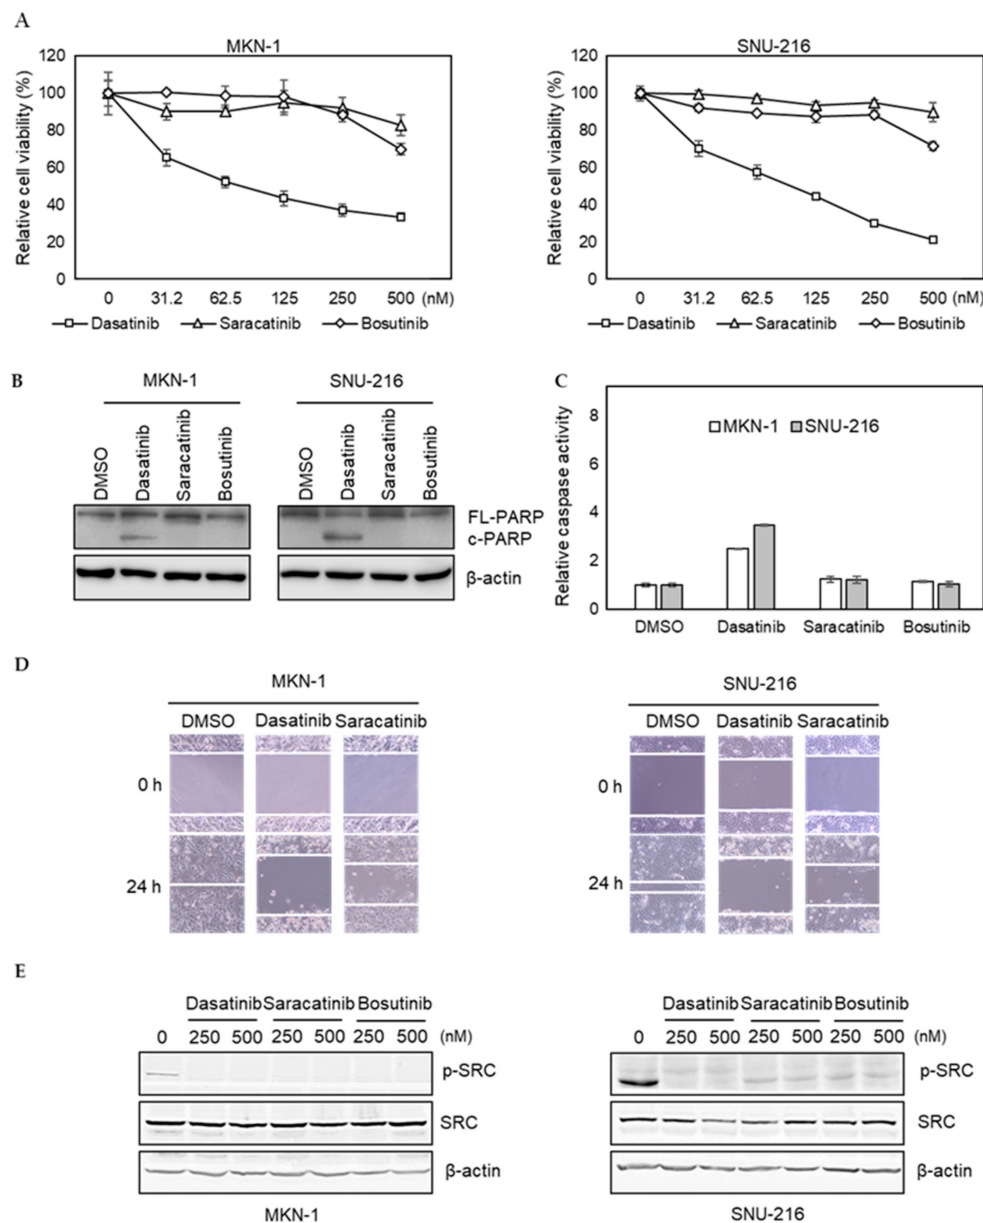 A
MKN-1
SNU-216
Relative cell viability (%)
120
100
80
60
40
20
0
0 31.2 62.5 125 250 500 (nM)
Dasatinib Saracatinib Bosutinib
Relative cell viability (%)
120
100
80
60
40
20
0
0 31.2 62.5 125 250 500 (nM)
Dasatinib Saracatinib Bosutinib
B
MKN-1
SNU-216
DMSO
Dasatinib
Saracatinib
Bosutinib
DMSO
Dasatinib
Saracatinib
Bosutinib
FL-PARP
c-PARP
β-actin
C
Relative caspase activity
8
6
4
2
0
MKN-1 SNU-216
DMSO Dasatinib Saracatinib Bosutinib
D
MKN-1
DMSO Dasatinib Saracatinib
0 h
24 h
SNU-216
DMSO Dasatinib Saracatinib
0 h
24 h
E
Dasatinib Saracatinib Bosutinib
0 250 500 250 500 250 500 (nM)
p-SRC
SRC
β-actin
MKN-1
Dasatinib Saracatinib Bosutinib
0 250 500 250 500 250 500 (nM)
p-SRC
SRC
β-actin
SNU-216